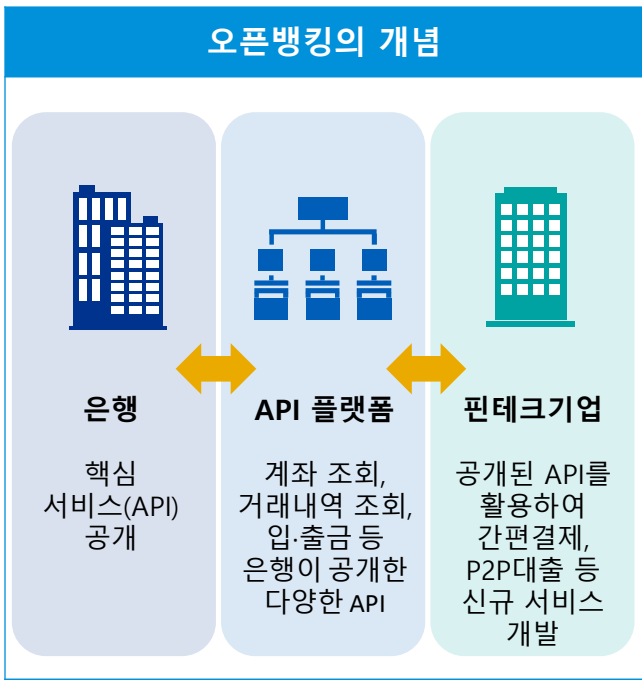 오픈뱅킹의 개념
은행
핵심
서비스(API)
공개
API 플랫폼
계좌 조회,
거래내역 조회,
입·출금 등
은행이 공개한
다양한 API
핀테크기업
공개된 API를
활용하여
간편결제,
P2P대출 등
신규 서비스
개발